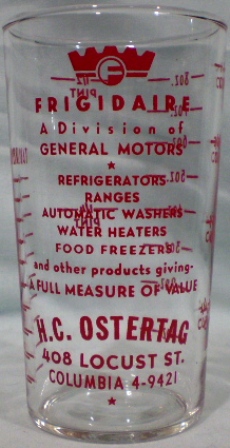 F
FRIGIDAIRE
A Division of
GENERAL MOTORS
REFRIGERATORS
RANGES
AUTOMATIC WASHERS
WATER HEATERS
FOOD FREEZERS
and other products giving-
A FULL MEASURE OF VALUE
H.C. OSTERTAG
408 LOCUST ST.
COLUMBIA 4-9421